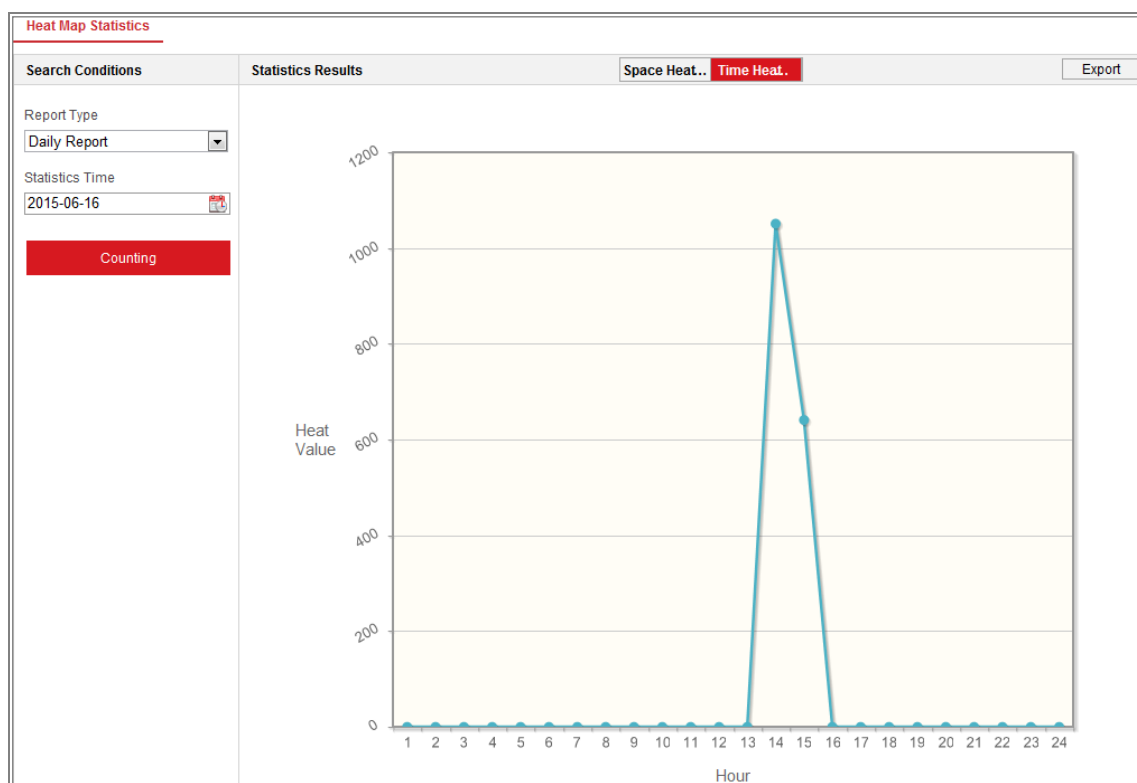 Heat Map Statistics
Search Conditions
Statistics Results
Space Heat...
Time Heat..
Export
Report Type
Daily Report
Statistics Time
2015-06-16
Counting
1200
1000
800
Heat
Value
600
400
200
0
1 2 3 4 5 6 7 8 9 10 11 12 13 14 15 16 17 18 19 20 21 22 23 24
Hour